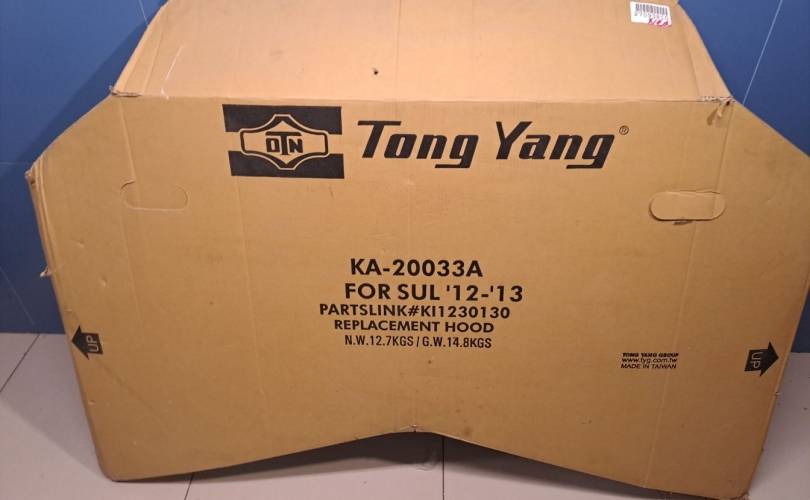 OTN Tong Yang®
KA-20033A
FOR SUL '12-'13
PARTSLINK#KI1230130
REPLACEMENT HOOD
N.W.12.7KGS / G.W.14.8KGS
UP
TONG YANG GROUP
www.tyg.com.tw
MADE IN TAIWAN
UP